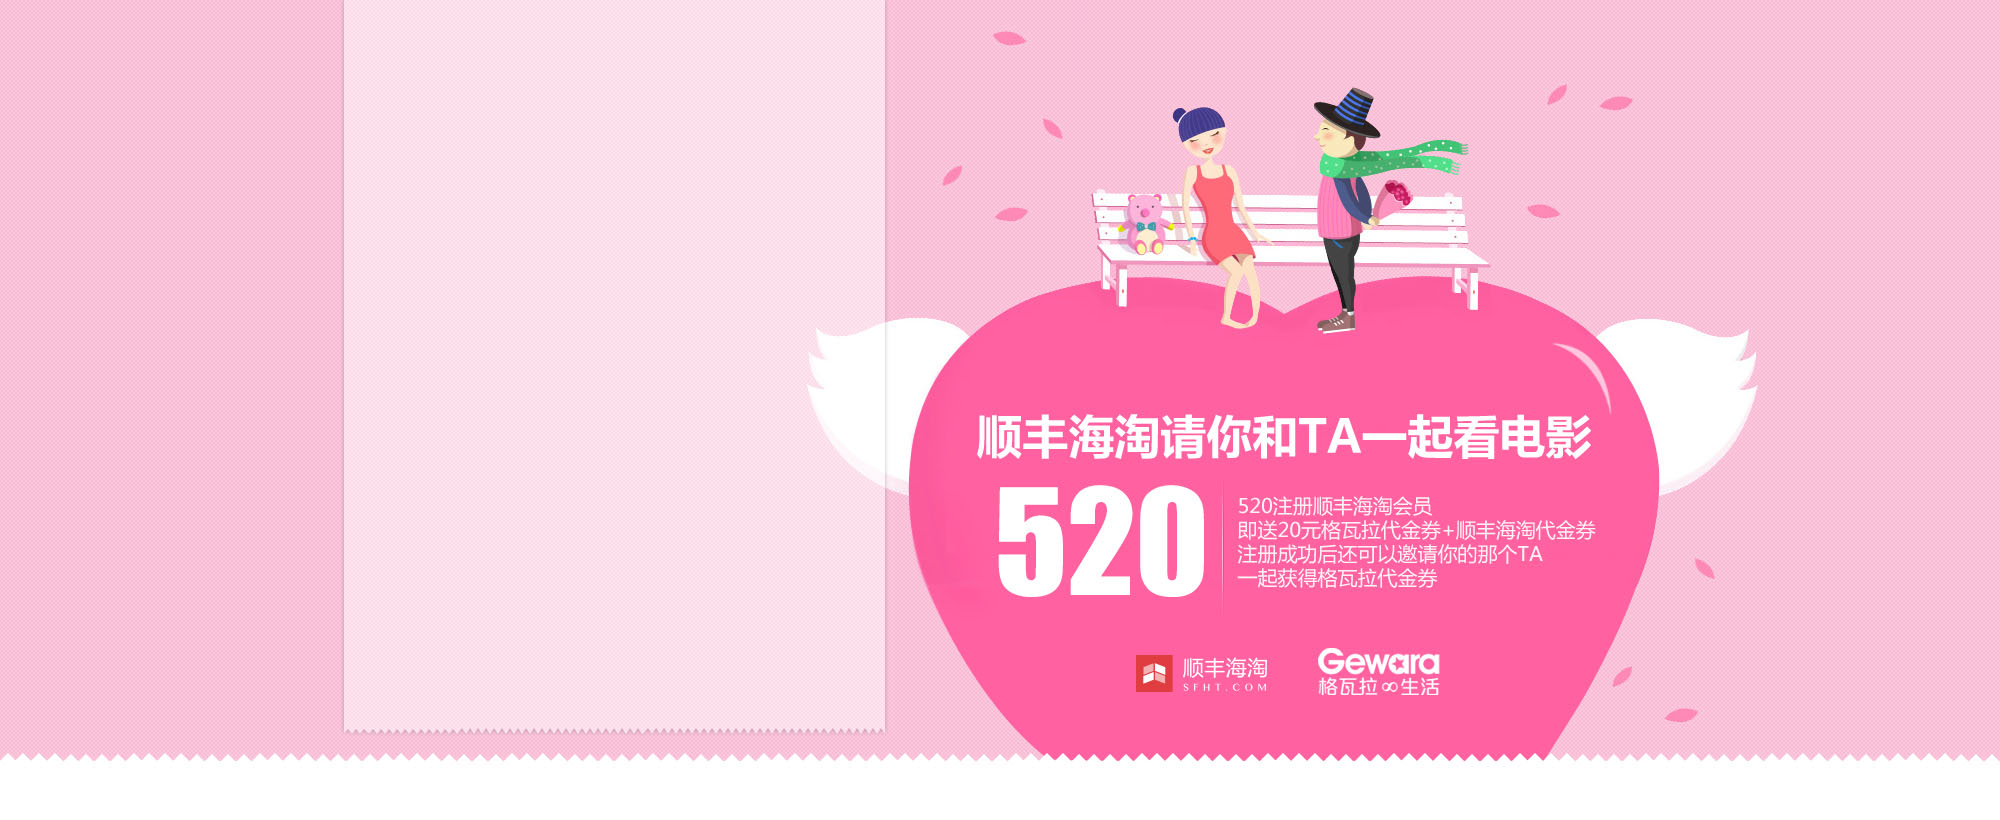 顺丰海淘请你和TA一起看电影
520
520注册顺丰海淘会员
即送20元格瓦拉代金券+顺丰海淘代金券
注册成功后还可以邀请你的那个TA
一起获得格瓦拉代金券
顺丰海淘
SFHT.COM
Gewara
格瓦拉∞生活